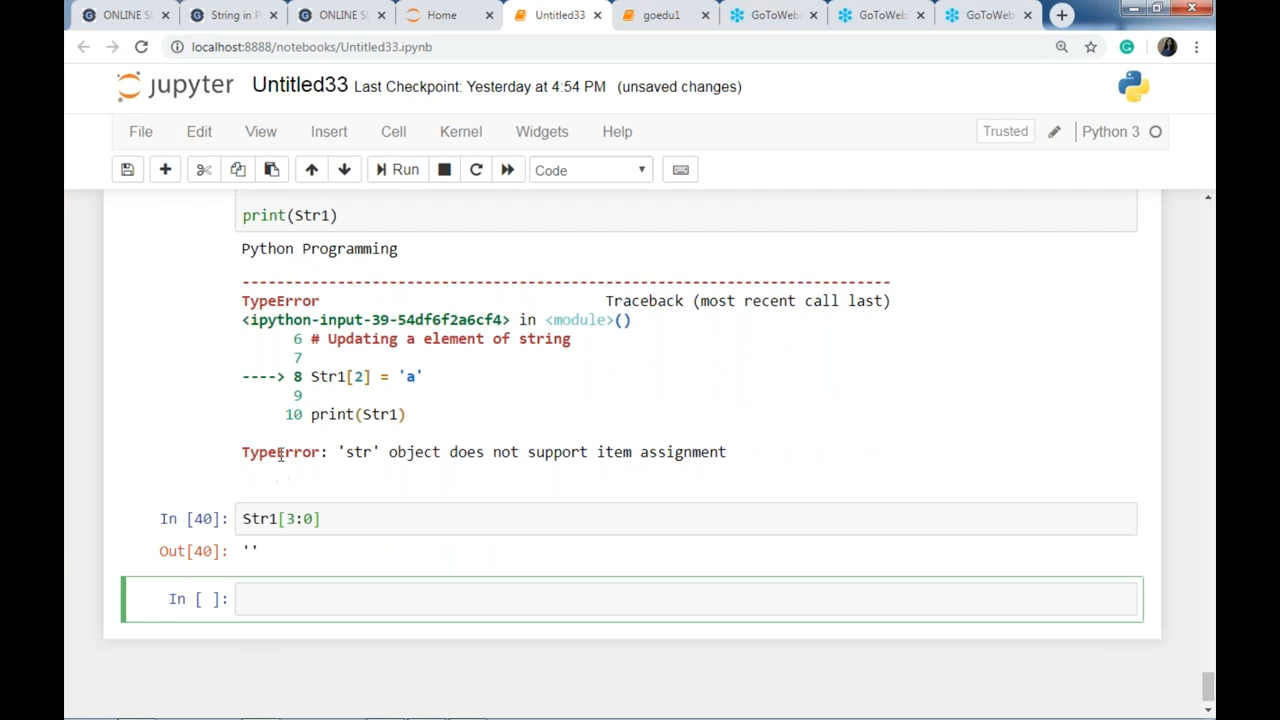 ONLINE S
String in P
ONLINE SU
Home
Untitled33
goedu1
GoToWeb
GoToWeb
GoToWeb
localhost:8888/notebooks/Untitled33.ipynb
jupyter Untitled33 Last Checkpoint: Yesterday at 4:54 PM (unsaved changes)
File Edit View Insert Cell Kernel Widgets Help Trusted Python 3
Run Code
print(Str1)
Python Programming
---------------------------------------------------------------------------
TypeError Traceback (most recent call last)
<ipython-input-39-54df6f2a6cf4> in <module>()
6 # Updating a element of string
7
----> 8 Str1[2] = 'a'
9
10 print(Str1)
TypeError: 'str' object does not support item assignment
In [40]: Str1[3:0]
Out[40]: ''
In [ ]: